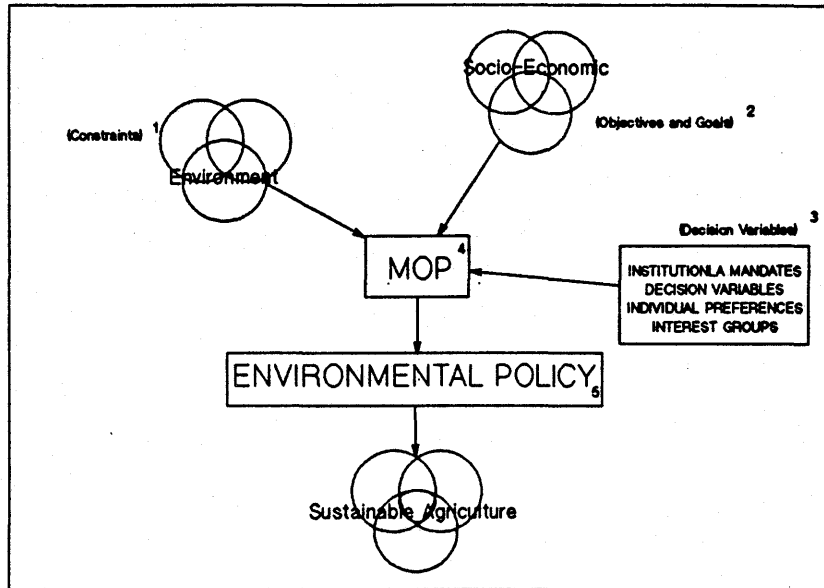 Socio-Economic
(Objectives and Goals) 2
(Constraints) 1
Environment
(Decision Variables) 3
MOP 4
INSTITUTIONLA MANDATES
DECISION VARIABLES
INDIVIDUAL PREFERENCES
INTEREST GROUPS
ENVIRONMENTAL POLICY 5
Sustainable Agriculture